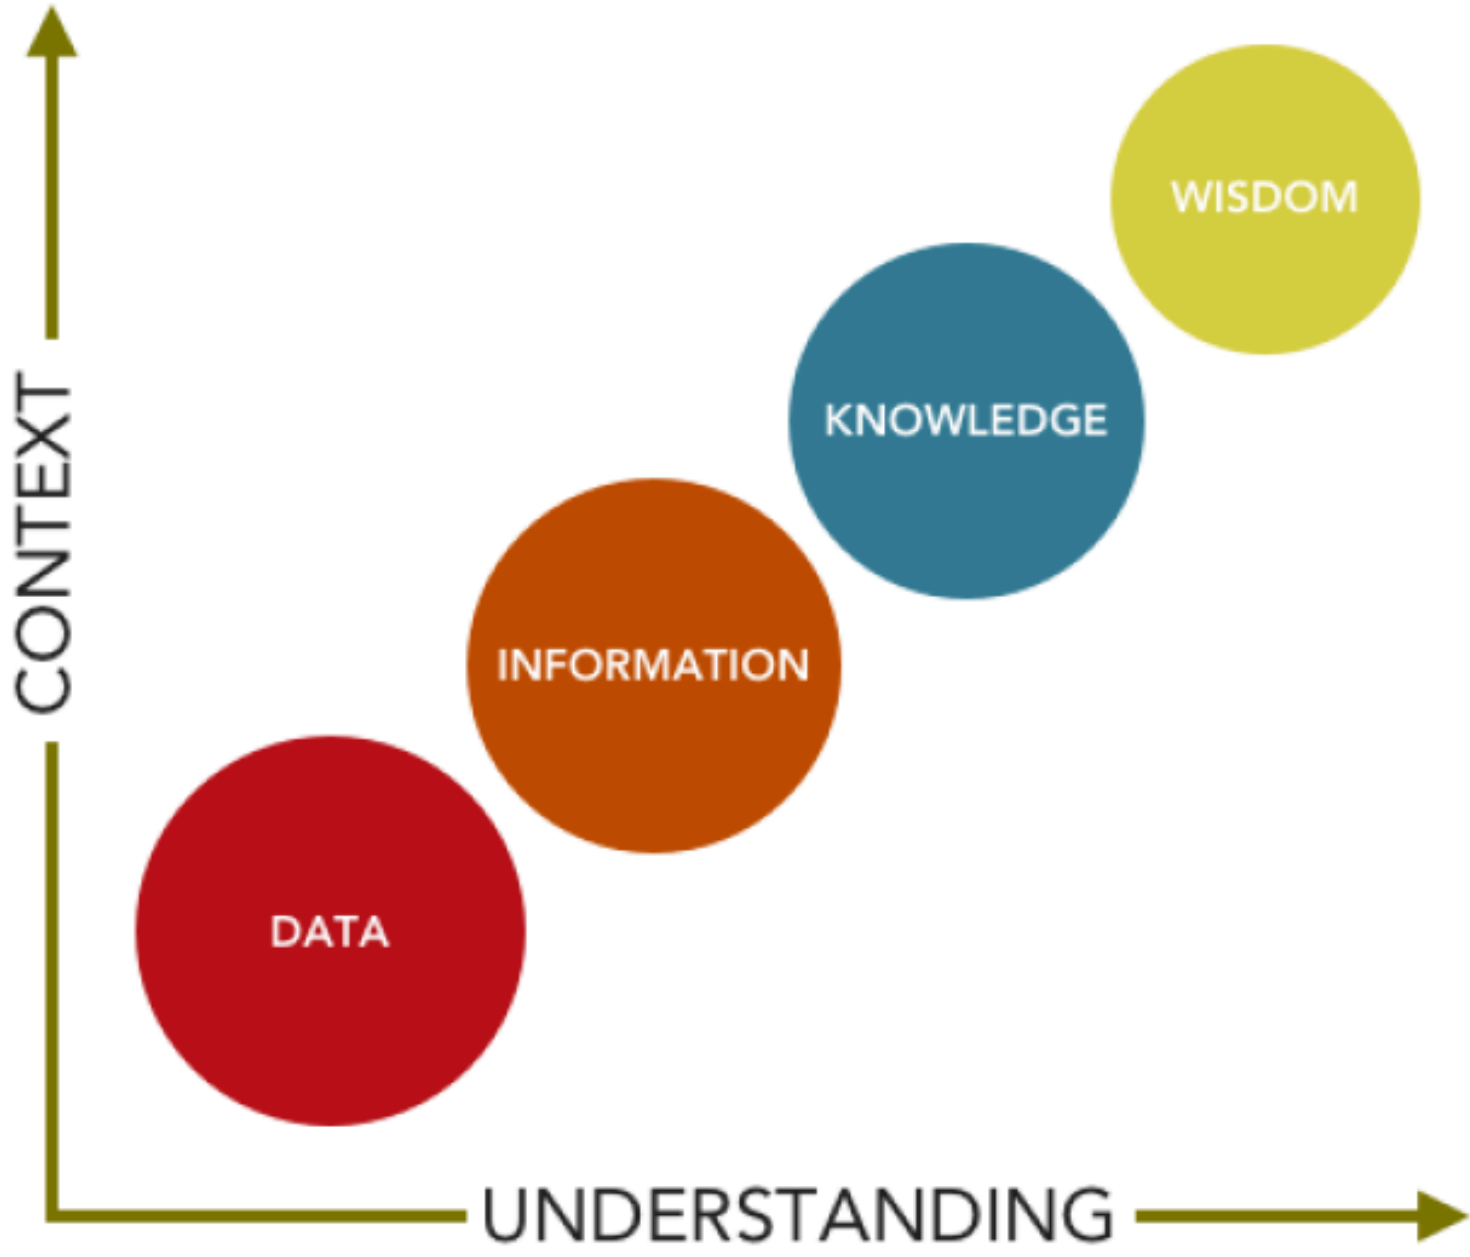 WISDOM
KNOWLEDGE
CONTEXT
INFORMATION
DATA
UNDERSTANDING